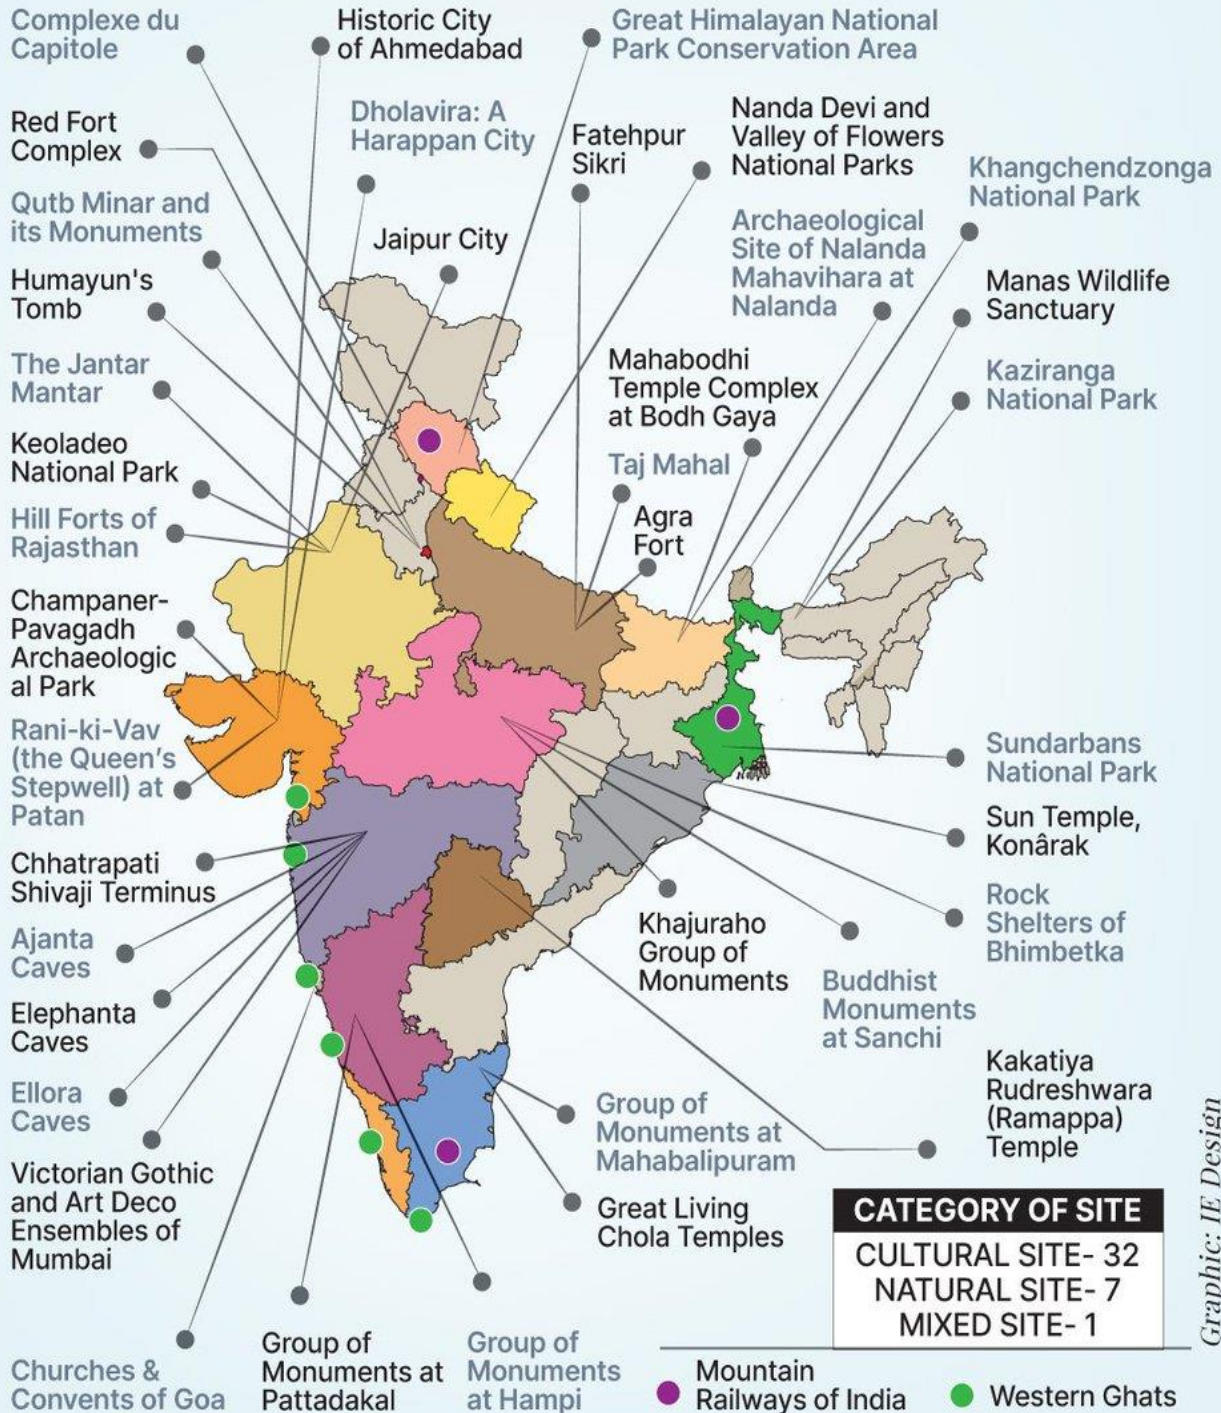 Complexe du
Capitole
Historic City
of Ahmedabad
Great Himalayan National
Park Conservation Area
Red Fort
Complex
Dholavira: A
Harappan City
Fatehpur
Sikri
Nanda Devi and
Valley of Flowers
National Parks
Khangchendzonga
National Park
Qutb Minar and
its Monuments
Jaipur City
Archaeological
Site of Nalanda
Mahavihara at
Nalanda
Humayun's
Tomb
Manas Wildlife
Sanctuary
The Jantar
Mantar
Mahabodhi
Temple Complex
at Bodh Gaya
Kaziranga
National Park
Keoladeo
National Park
Taj Mahal
Hill Forts of
Rajasthan
Agra
Fort
Champaner-
Pavagadh
Archaeologic
al Park
Rani-ki-Vav
(the Queen's
Stepwell) at
Patan
Sundarbans
National Park
Sun Temple,
Konârak
Chhatrapati
Shivaji Terminus
Rock
Shelters of
Bhimbetka
Ajanta
Caves
Khajuraho
Group of
Monuments
Buddhist
Monuments
at Sanchi
Elephanta
Caves
Kakatiya
Rudreshwara
(Ramappa)
Temple
Ellora
Caves
Group of
Monuments at
Mahabalipuram
Victorian Gothic
and Art Deco
Ensembles of
Mumbai
Great Living
Chola Temples
CATEGORY OF SITE
CULTURAL SITE- 32
NATURAL SITE- 7
MIXED SITE- 1
Graphic: IE Design
Churches &
Convents of Goa
Group of
Monuments at
Pattadakal
Group of
Monuments
at Hampi
Mountain
Railways of India
Western Ghats